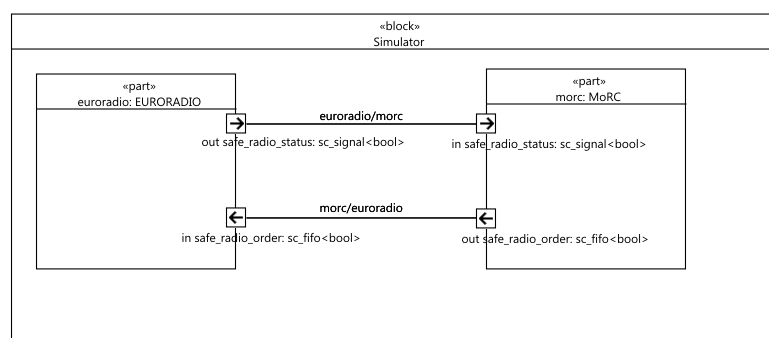 «block»
Simulator
«part»
euroradio: EURORADIO
«part»
morc: MoRC
euroradio/morc
out safe_radio_status: sc_signal<bool>
in safe_radio_status: sc_signal<bool>
morc/euroradio
in safe_radio_order: sc_fifo<bool>
out safe_radio_order: sc_fifo<bool>